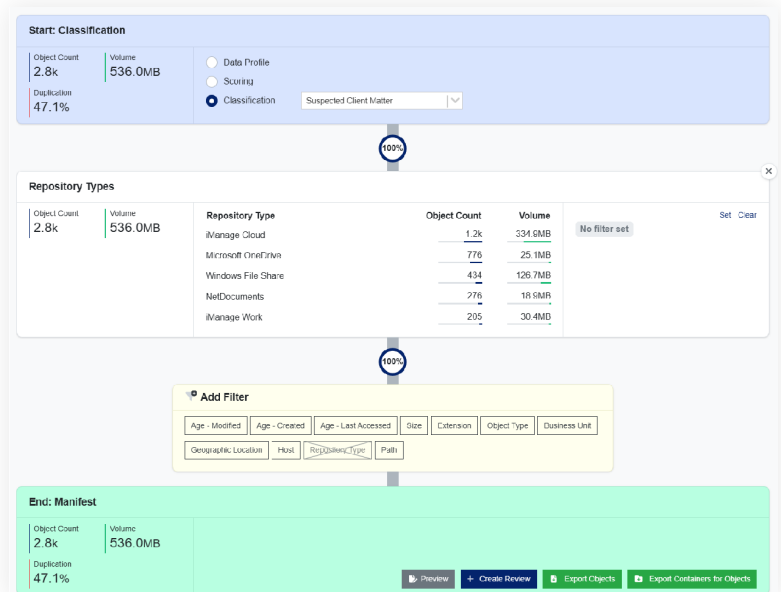 Start: Classification
Object Count Volume
2.8k 536.0MB
Duplication
47.1%
Data Profile
Scoring
Classification Suspected Client Matter
100%
Repository Types
Object Count Volume
2.8k 536.0MB
Repository Type Object Count Volume
iManage Cloud 1.2k 334.9MB
Microsoft OneDrive 776 25.1MB
Windows File Share 434 126.7MB
NetDocuments 276 18.9MB
iManage Work 205 30.4MB
No filter set
Set Clear
100%
Add Filter
Age - Modified Age - Created Age - Last Accessed Size Extension Object Type Business Unit
Geographic Location Host Repository Type Path
End: Manifest
Object Count Volume
2.8k 536.0MB
Duplication
47.1%
Preview + Create Review Export Objects Export Containers for Objects